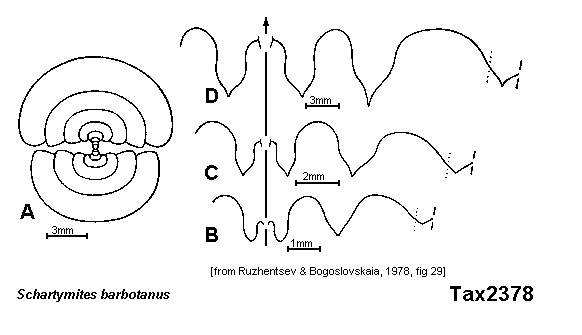 D
3mm
C
2mm
A
3mm
B
1mm
[from Ruzhentsev & Bogoslovskaia, 1978, fig 29]
Schartymites barbotanus
Tax2378